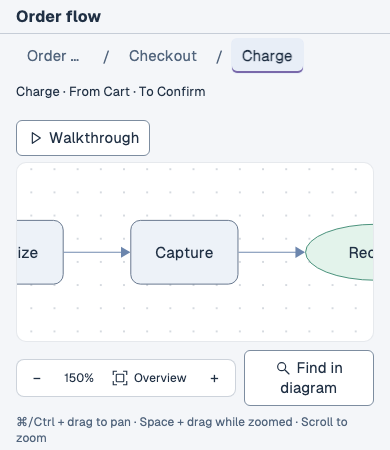 Order flow
Order ... / Checkout / Charge
Charge · From Cart · To Confirm
Walkthrough
ize Capture Rec
− 150% Overview + Find in diagram
⌘/Ctrl + drag to pan · Space + drag while zoomed · Scroll to
zoom